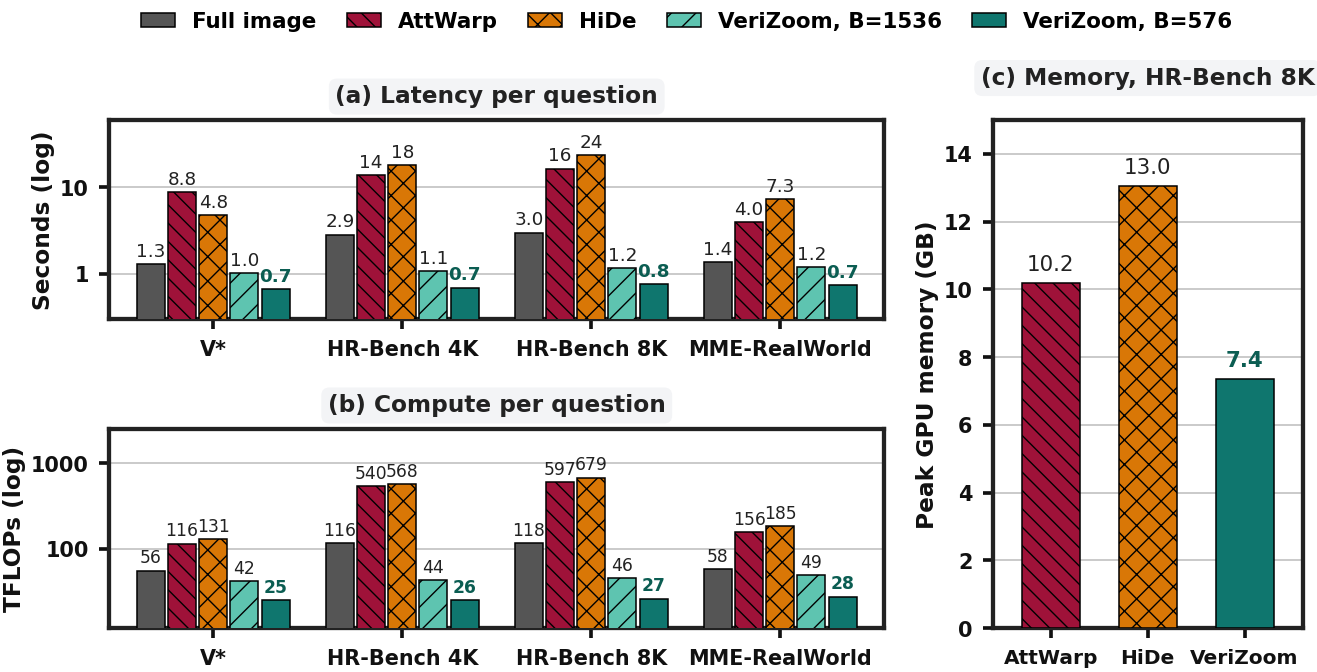 Full image AttWarp HiDe VeriZoom, B=1536 VeriZoom, B=576
(a) Latency per question
Seconds (log)
10
1
1.3 8.8 4.8 1.0 0.7
2.9 14 18 1.1 0.7
3.0 16 24 1.2 0.8
1.4 4.0 7.3 1.2 0.7
V* HR-Bench 4K HR-Bench 8K MME-RealWorld
(b) Compute per question
TFLOPs (log)
1000
100
56 116 131 42 25
116 540 568 44 26
118 597 679 46 27
58 156 185 49 28
V* HR-Bench 4K HR-Bench 8K MME-RealWorld
(c) Memory, HR-Bench 8K
Peak GPU memory (GB)
14
12
10
8
6
4
2
0
10.2 13.0 7.4
AttWarp HiDe VeriZoom